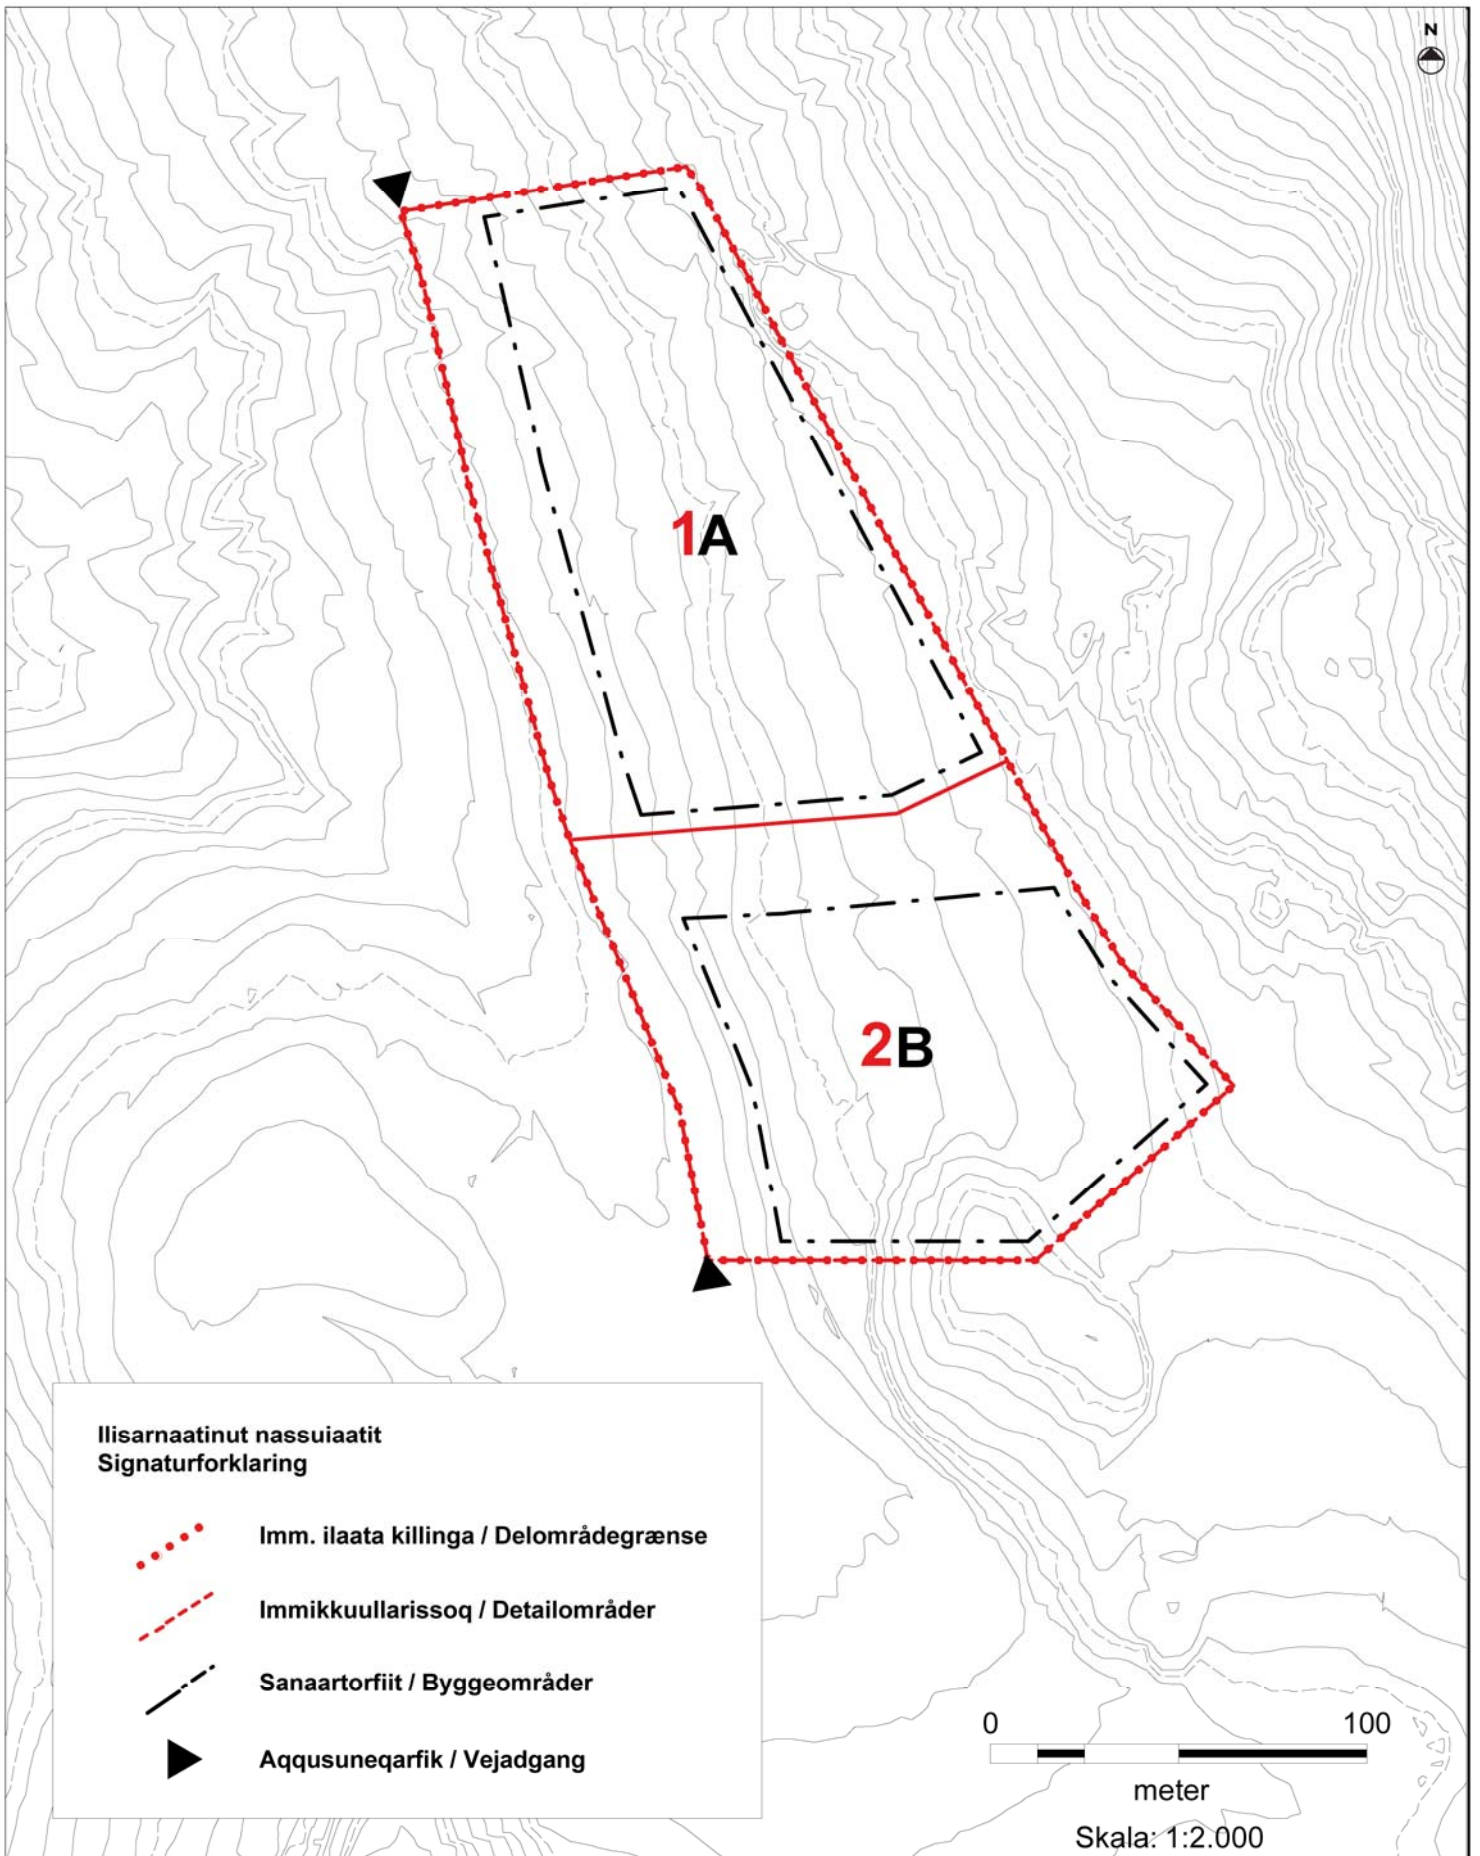 N
1A
2B
Ilisarnaatinut nassuiaatit
Signaturforklaring
Imm. ilaata killinga / Delområdegrænse
Immikkuullarissoq / Detailområder
Sanaartorfiit / Byggeområder
Aqqusuneqarfik / Vejadgang
0 100
meter
Skala: 1:2.000